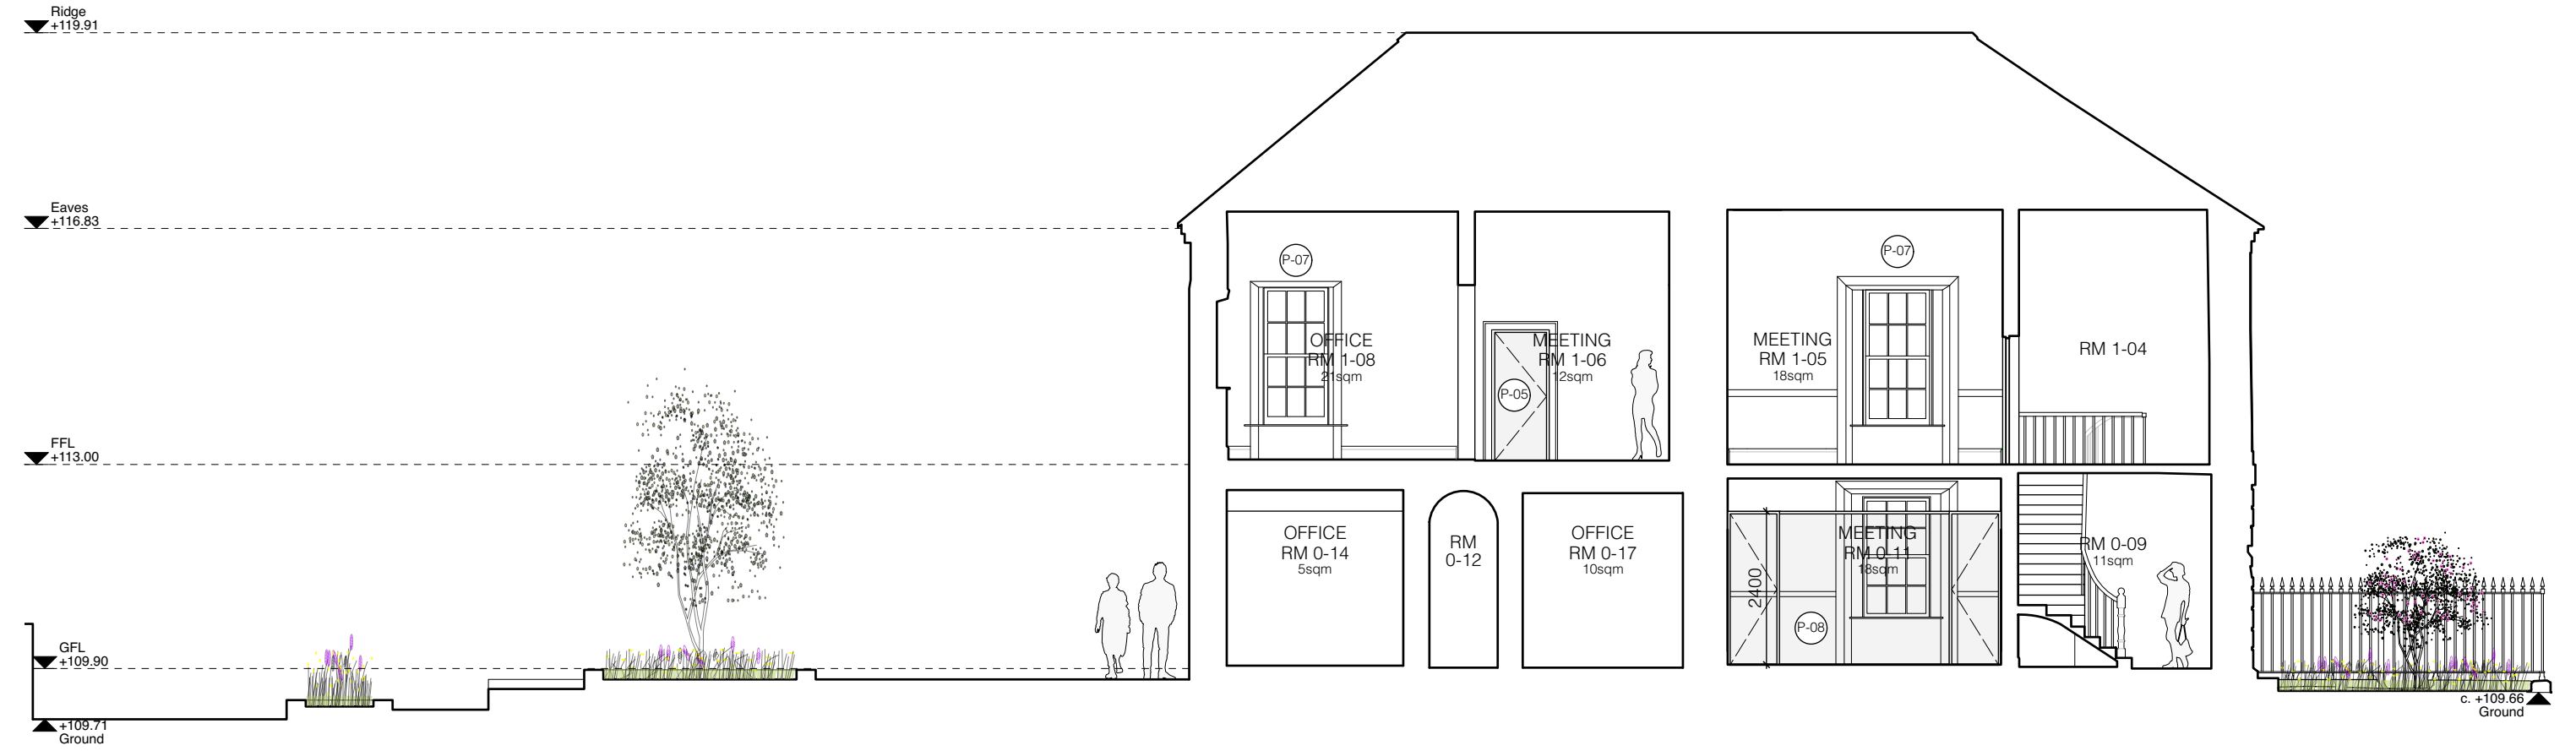 Ridge
+119.91
Eaves
+116.83
FFL
+113.00
GFL
+109.90
+109.71
Ground
P-07
OFFICE
RM 1-08
21sqm
MEETING
RM 1-06
12sqm
P-05
P-07
MEETING
RM 1-05
18sqm
RM 1-04
OFFICE
RM 0-14
5sqm
RM
0-12
OFFICE
RM 0-17
10sqm
MEETING
RM 0-11
18sqm
2400
P-08
RM 0-09
11sqm
c. +109.66
Ground